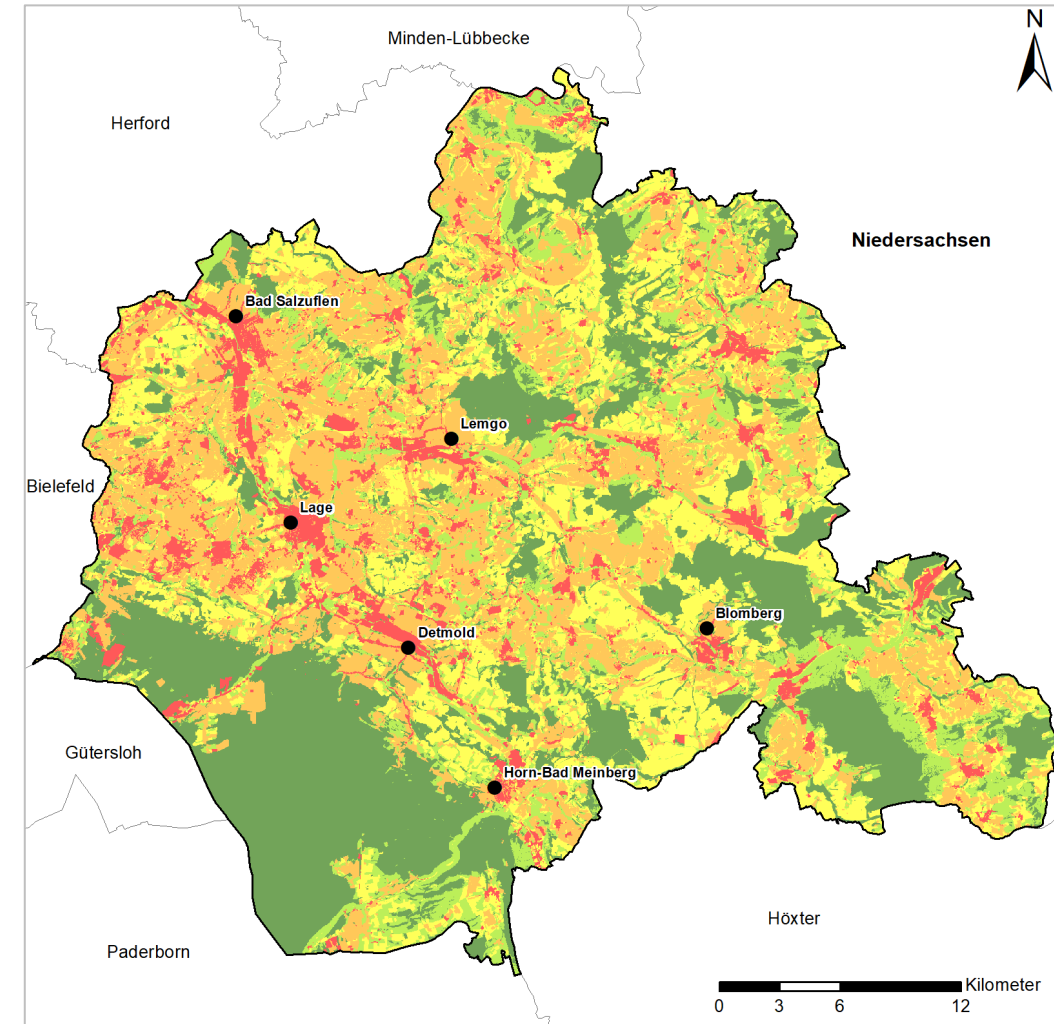 N
Minden-Lübbecke
Herford
Niedersachsen
Bad Salzuflen
Lemgo
Bielefeld
Lage
Blomberg
Detmold
Gütersloh
Horn-Bad Meinberg
Höxter
Paderborn
Kilometer
0 3 6 12